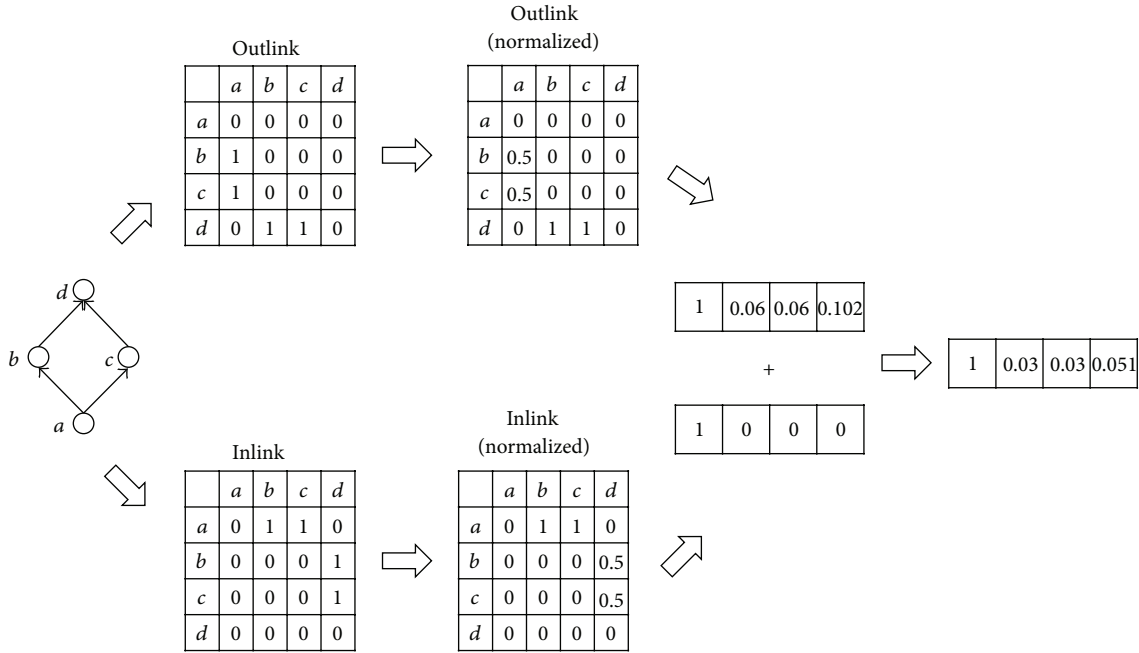 Outlink
a b c d
a 0 0 0 0
b 1 0 0 0
c 1 0 0 0
d 0 1 1 0
Outlink
(normalized)
a b c d
a 0 0 0 0
b 0.5 0 0 0
c 0.5 0 0 0
d 0 1 1 0
d
b c
a
Inlink
a b c d
a 0 1 1 0
b 0 0 0 1
c 0 0 0 1
d 0 0 0 0
Inlink
(normalized)
a b c d
a 0 1 1 0
b 0 0 0 0.5
c 0 0 0 0.5
d 0 0 0 0
1 0.06 0.06 0.102
+
1 0 0 0
1 0.03 0.03 0.051